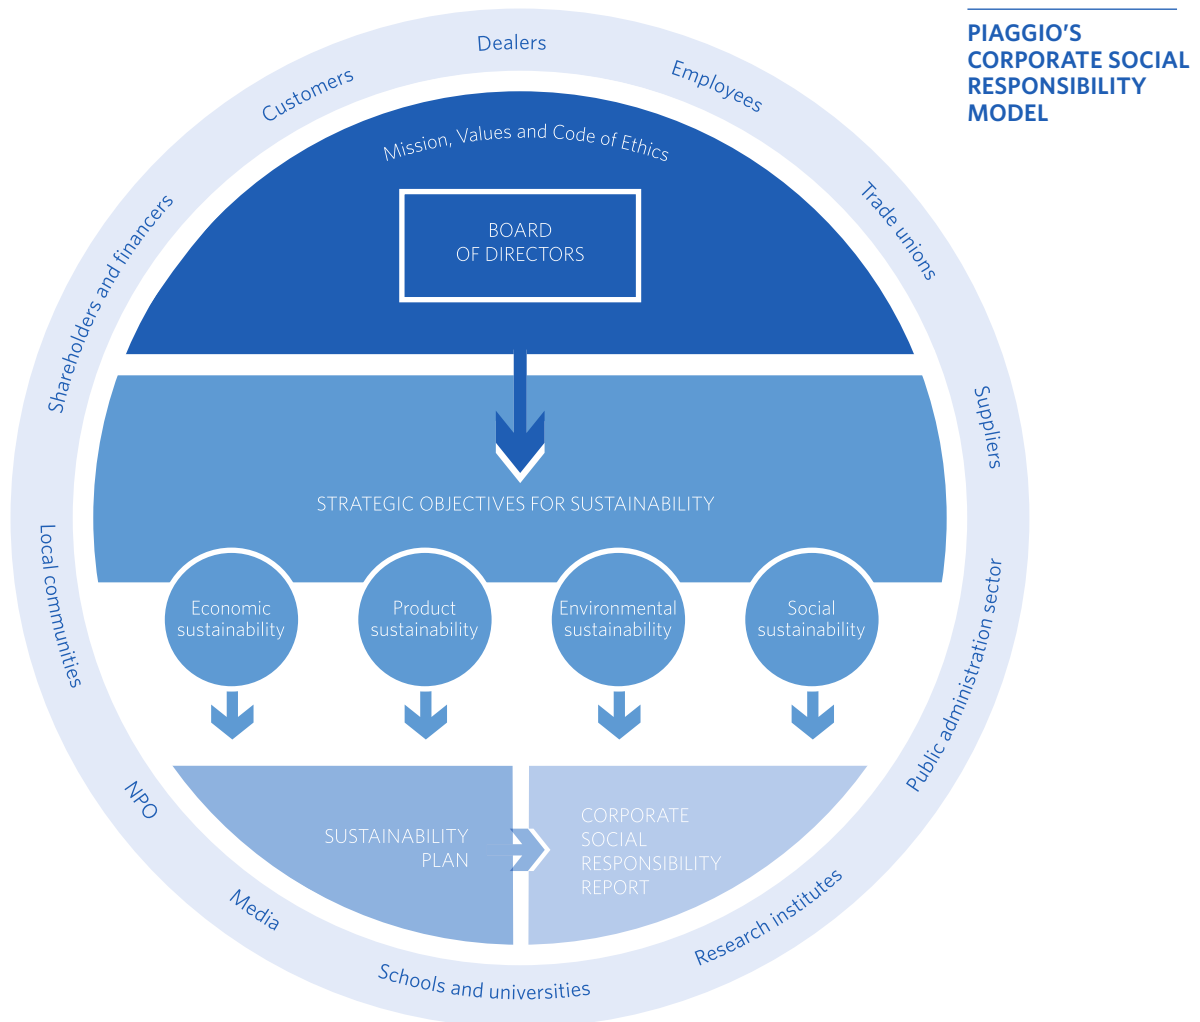 PIAGGIO'S
CORPORATE SOCIAL
RESPONSIBILITY
MODEL
Dealers
Employees
Trade unions
Suppliers
Public administration sector
Research institutes
Schools and universities
Media
NPO
Local communities
Shareholders and financers
Customers
Mission, Values and Code of Ethics
BOARD
OF DIRECTORS
STRATEGIC OBJECTIVES FOR SUSTAINABILITY
Economic
sustainability
Product
sustainability
Environmental
sustainability
Social
sustainability
SUSTAINABILITY
PLAN
CORPORATE
SOCIAL
RESPONSIBILITY
REPORT